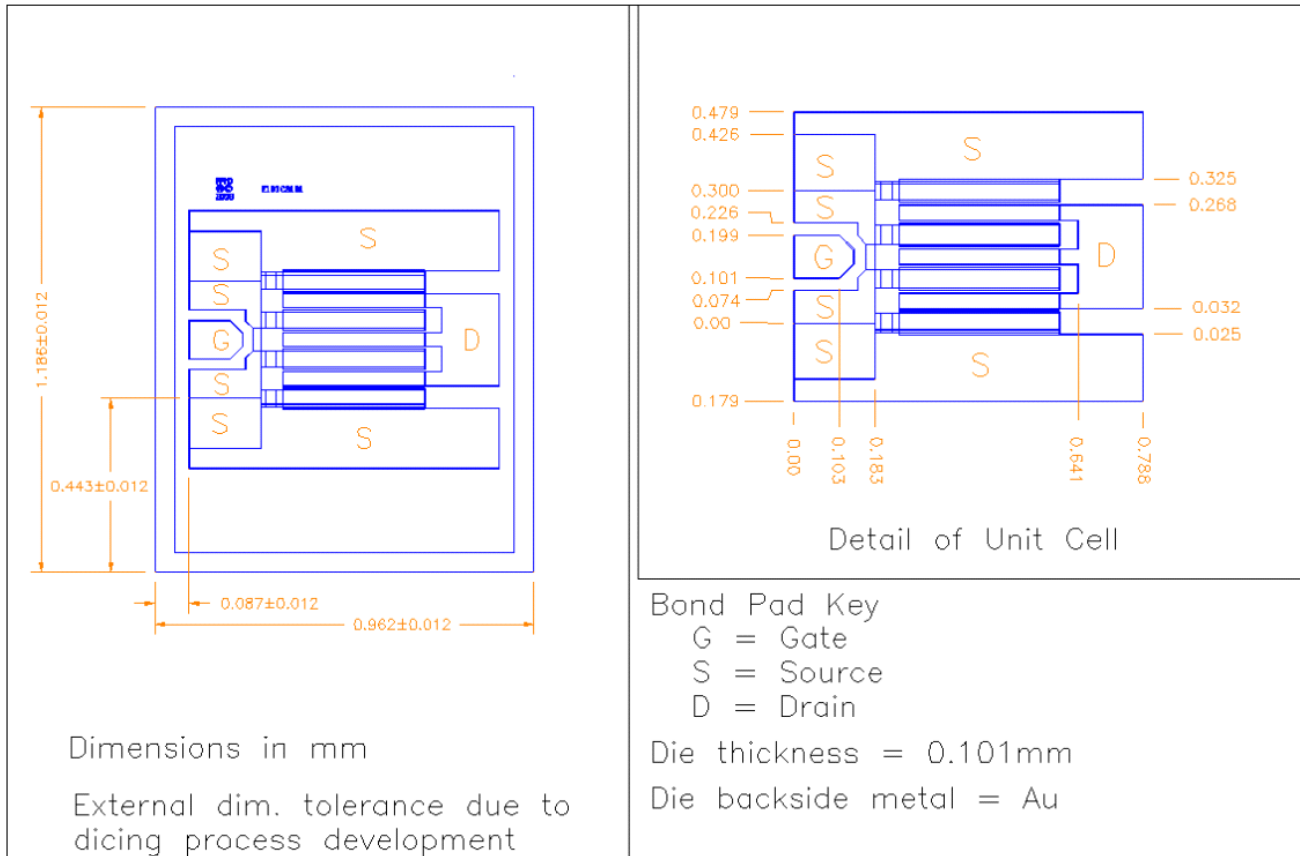 S
S
S
G
D
S
S
S
1.186±0.012
0.443±0.012
0.087±0.012
0.962±0.012
Dimensions in mm
External dim. tolerance due to
dicing process development
0.479
0.426
0.300
0.226
0.199
0.101
0.074
0.00
0.179
S
S
S
G
D
S
S
S
0.325
0.268
0.032
0.025
0.00
0.103
0.183
0.641
0.788
Detail of Unit Cell
Bond Pad Key
G = Gate
S = Source
D = Drain
Die thickness = 0.101mm
Die backside metal = Au